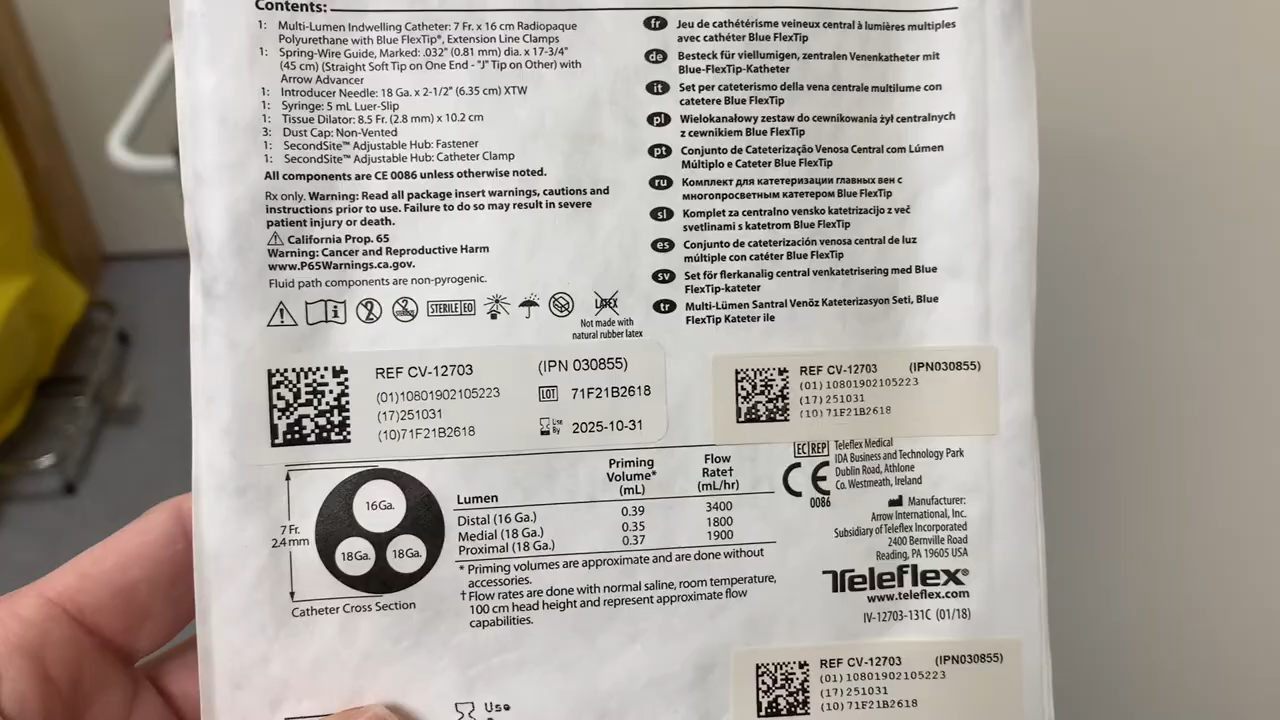 Contents:
1: Multi-Lumen Indwelling Catheter: 7 Fr. x 16 cm Radiopaque
Polyurethane with Blue FlexTip®, Extension Line Clamps
1: Spring-Wire Guide, Marked: .032" (0.81 mm) dia. x 17-3/4"
(45 cm) (Straight Soft Tip on One End - "J" Tip on Other) with
Arrow Advancer
1: Introducer Needle: 18 Ga. x 2-1/2" (6.35 cm) XTW
1: Syringe: 5 mL Luer-Slip
1: Tissue Dilator: 8.5 Fr. (2.8 mm) x 10.2 cm
3: Dust Cap: Non-Vented
1: SecondSite™ Adjustable Hub: Fastener
1: SecondSite™ Adjustable Hub: Catheter Clamp
All components are CE 0086 unless otherwise noted.
Rx only. Warning: Read all package insert warnings, cautions and
instructions prior to use. Failure to do so may result in severe
patient injury or death.
California Prop. 65
Warning: Cancer and Reproductive Harm
www.P65Warnings.ca.gov.
Fluid path components are non-pyrogenic.
STERILE EO
LATEX
Not made with
natural rubber latex
fr Jeu de cathétérisme veineux central à lumières multiples
avec cathéter Blue FlexTip
de Besteck für viellumigen, zentralen Venenkatheter mit
Blue-FlexTip-Katheter
it Set per cateterismo della vena centrale multilume con
catetere Blue FlexTip
pl Wielokanałowy zestaw do cewnikowania żył centralnych
z cewnikiem Blue FlexTip
pt Conjunto de Cateterização Venosa Central com Lúmen
Múltiplo e Cateter Blue FlexTip
ru Комплект для катетеризации главных вен с
многопросветным катетером Blue FlexTip
sl Komplet za centralno vensko katetrizacijo z več
svetlinami s katetrom Blue FlexTip
es Conjunto de cateterización venosa central de luz
múltiple con catéter Blue FlexTip
sv Set för flerkanalig central venkatetrisering med Blue
FlexTip-kateter
tr Multi-Lümen Santral Venöz Kateterizasyon Seti, Blue
FlexTip Kateter ile
REF CV-12703 (IPN 030855)
(01)10801902105223
LOT 71F21B2618
(17)251031
(10)71F21B2618
Use By 2025-10-31
REF CV-12703 (IPN030855)
(01)10801902105223
(17)251031
(10)71F21B2618
7 Fr.
2.4 mm
16Ga.
18Ga. 18Ga.
Catheter Cross Section
Lumen Priming Volume* (mL) Flow Rate† (mL/hr)
Distal (16 Ga.) 0.39 3400
Medial (18 Ga.) 0.35 1800
Proximal (18 Ga.) 0.37 1900
* Priming volumes are approximate and are done without
accessories.
† Flow rates are done with normal saline, room temperature,
100 cm head height and represent approximate flow
capabilities.
EC REP Teleflex Medical
IDA Business and Technology Park
Dublin Road, Athlone
Co. Westmeath, Ireland
CE
0086
Manufacturer:
Arrow International, Inc.
Subsidiary of Teleflex Incorporated
2400 Bernville Road
Reading, PA 19605 USA
Teleflex®
www.teleflex.com
IV-12703-131C (01/18)
REF CV-12703 (IPN030855)
(01)10801902105223
(17)251031
(10)71F21B2618
Use